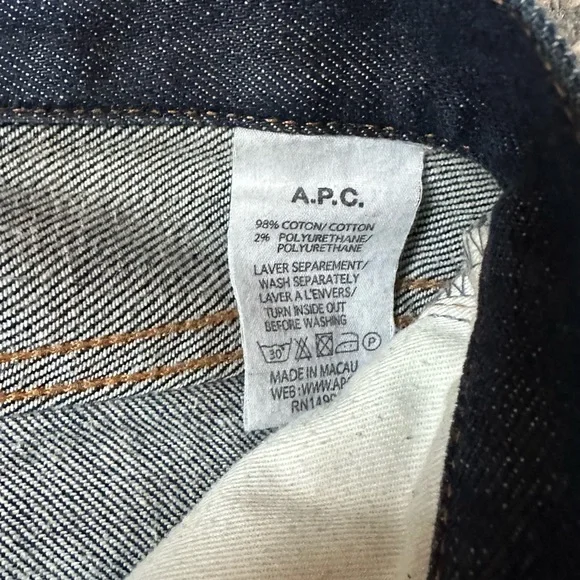 A.P.C.
98% COTON/ COTTON
2% POLYURETHANE/
POLYURETHANE
LAVER SEPAREMENT/
WASH SEPARATELY
LAVER A L'ENVERS/
TURN INSIDE OUT
BEFORE WASHING
30° P
MADE IN MACAU
WEB: